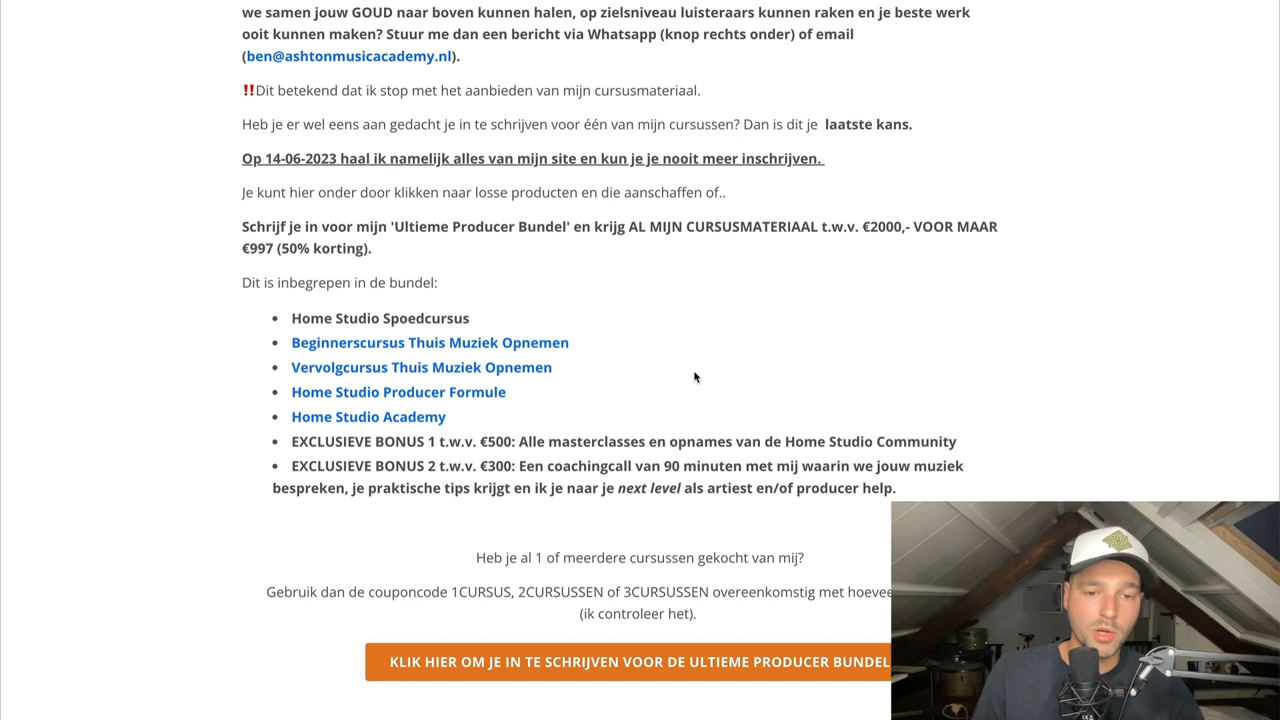 we samen jouw GOUD naar boven kunnen halen, op zielsniveau luisteraars kunnen raken en je beste werk
ooit kunnen maken? Stuur me dan een bericht via Whatsapp (knop rechts onder) of email
(ben@ashtonmusicacademy.nl).
‼️Dit betekend dat ik stop met het aanbieden van mijn cursusmateriaal.
Heb je er wel eens aan gedacht je in te schrijven voor één van mijn cursussen? Dan is dit je laatste kans.
Op 14-06-2023 haal ik namelijk alles van mijn site en kun je je nooit meer inschrijven.
Je kunt hier onder door klikken naar losse producten en die aanschaffen of..
Schrijf je in voor mijn 'Ultieme Producer Bundel' en krijg AL MIJN CURSUSMATERIAAL t.w.v. €2000,- VOOR MAAR
€997 (50% korting).
Dit is inbegrepen in de bundel:
• Home Studio Spoedcursus
• Beginnerscursus Thuis Muziek Opnemen
• Vervolgcursus Thuis Muziek Opnemen
• Home Studio Producer Formule
• Home Studio Academy
• EXCLUSIEVE BONUS 1 t.w.v. €500: Alle masterclasses en opnames van de Home Studio Community
• EXCLUSIEVE BONUS 2 t.w.v. €300: Een coachingcall van 90 minuten met mij waarin we jouw muziek
bespreken, je praktische tips krijgt en ik je naar je next level als artiest en/of producer help.
Heb je al 1 of meerdere cursussen gekocht van mij?
Gebruik dan de couponcode 1CURSUS, 2CURSUSSEN of 3CURSUSSEN overeenkomstig met
(ik controleer het).
KLIK HIER OM JE IN TE SCHRIJVEN VOOR DE ULTIEME PRODUCER BUNDEL